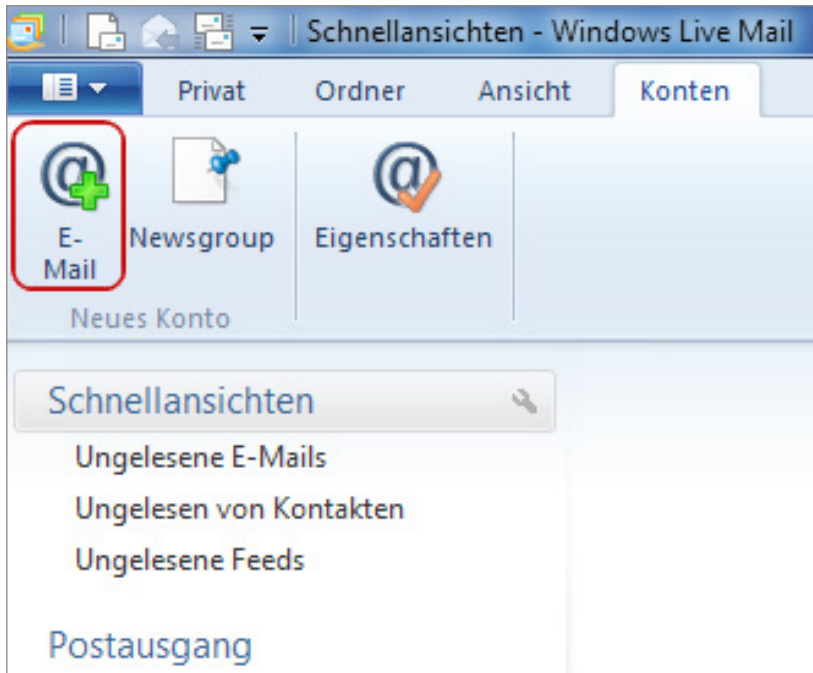 Schnellansichten - Windows Live Mail
Privat Ordner Ansicht Konten
E-
Mail
Newsgroup
Eigenschaften
Neues Konto
Schnellansichten
Ungelesene E-Mails
Ungelesen von Kontakten
Ungelesene Feeds
Postausgang